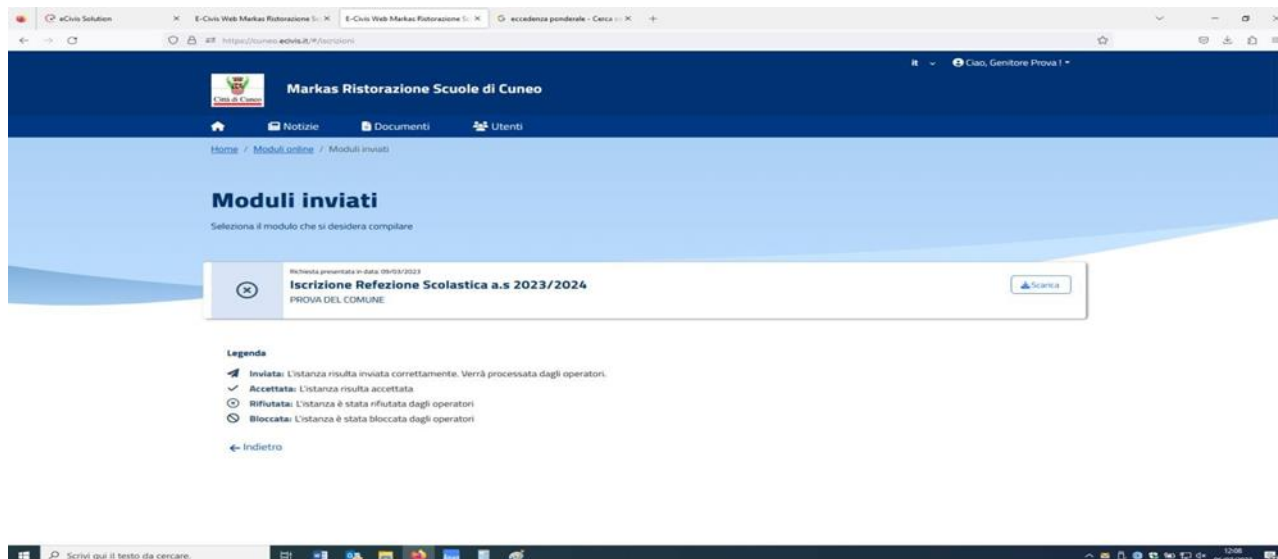 eCivis Solution
E-Civis Web Markas Ristorazione Sc
E-Civis Web Markas Ristorazione Sc
eccedenza ponderale - Cerca
https://cuneo.ecivis.it/#/iscrizioni
it
Ciao, Genitore Prova !
Città di Cuneo
Markas Ristorazione Scuole di Cuneo
Notizie
Documenti
Utenti
Home / Moduli online / Moduli inviati
Moduli inviati
Seleziona il modulo che si desidera compilare
Richiesta presentata in data: 09/03/2023
Iscrizione Refezione Scolastica a.s 2023/2024
PROVA DEL COMUNE
Scarica
Legenda
Inviata: L'istanza risulta inviata correttamente. Verrà processata dagli operatori.
Accettata: L'istanza risulta accettata
Rifiutata: L'istanza è stata rifiutata dagli operatori
Bloccata: L'istanza è stata bloccata dagli operatori
Indietro
Scrivi qui il testo da cercare.
12:08